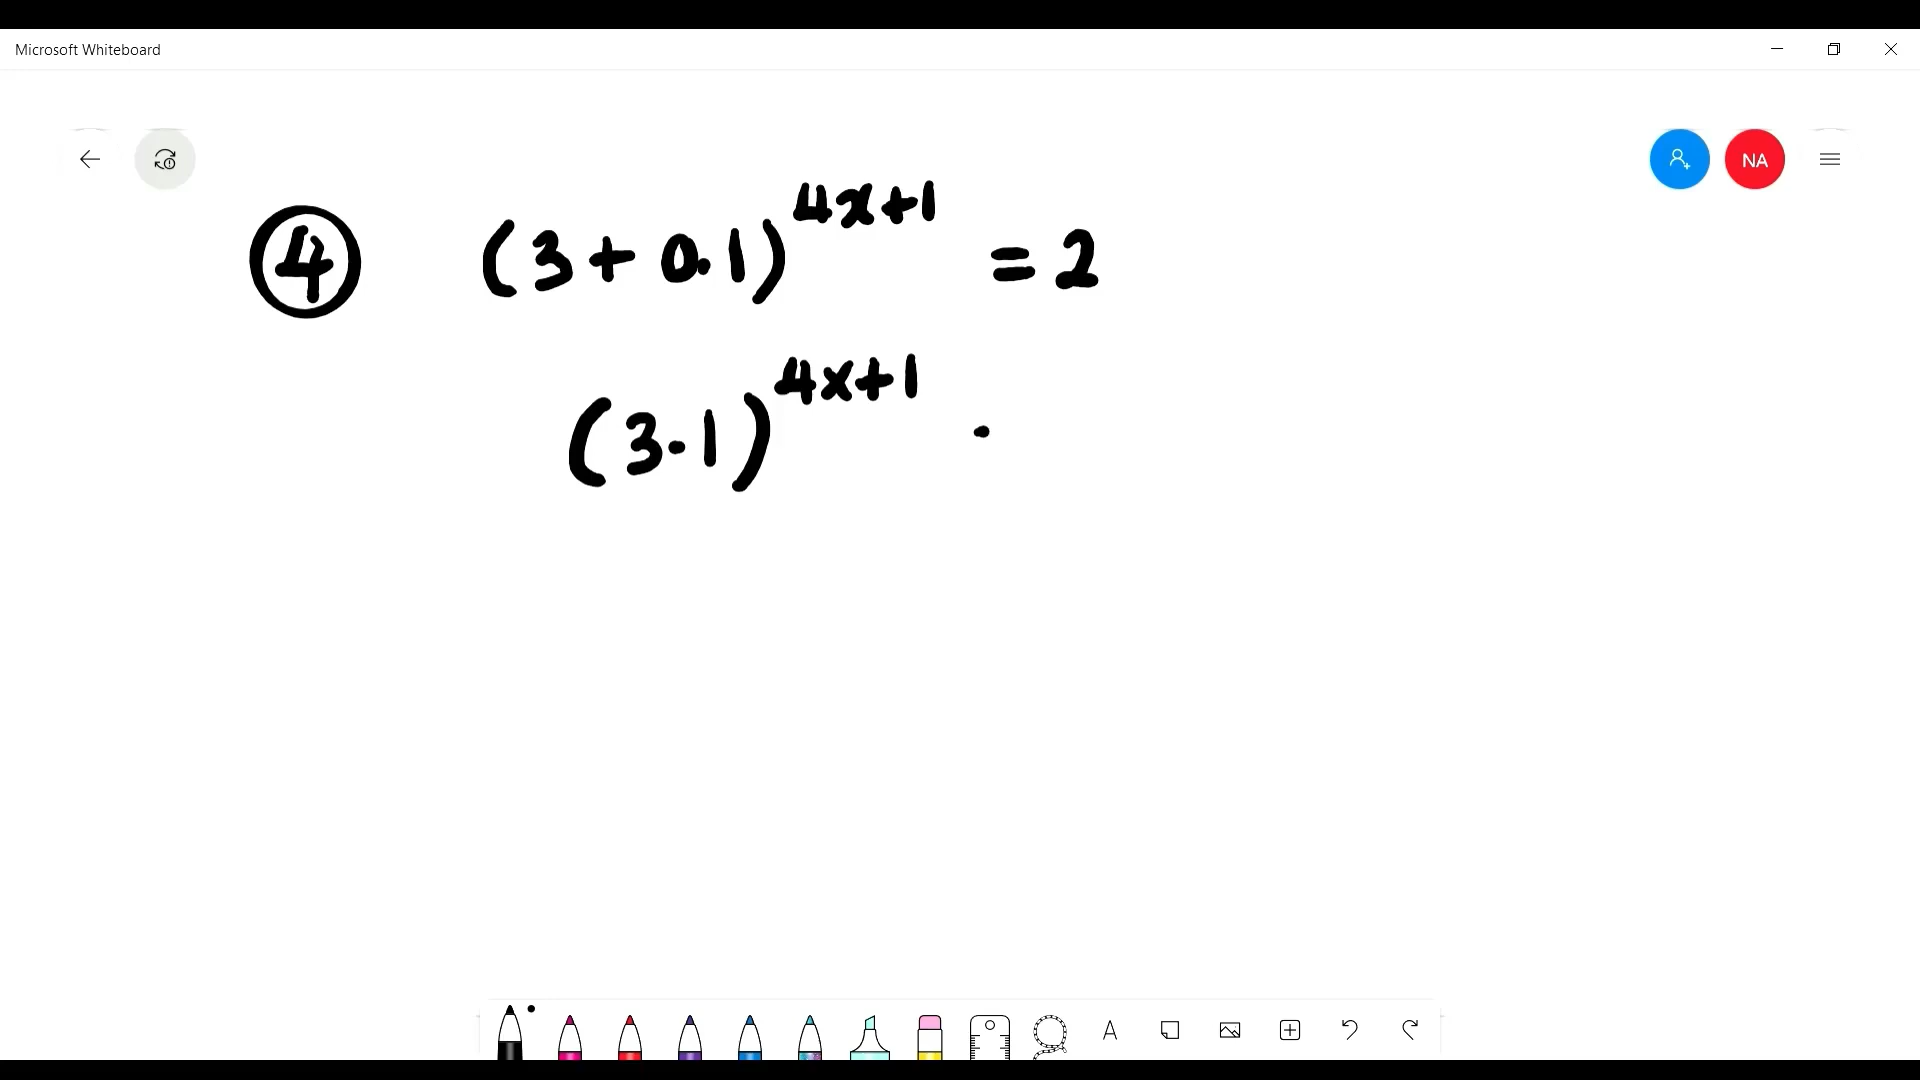 Microsoft Whiteboard
NA
④ (3 + 0.1)^{4x+1} = 2
(3.1)^{4x+1}
A